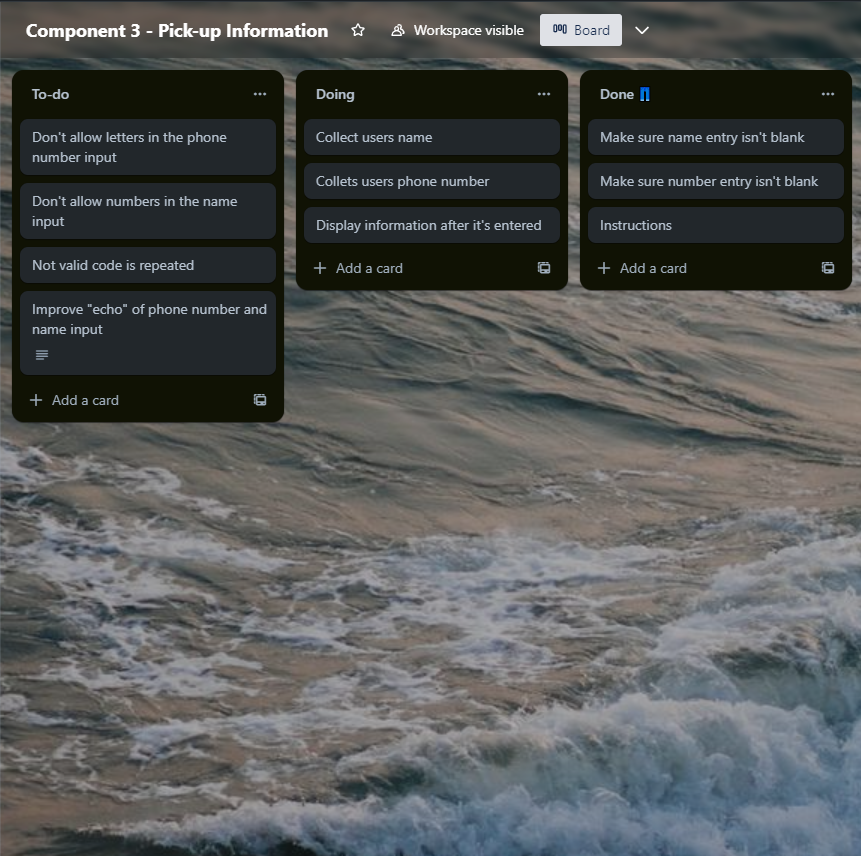 Component 3 - Pick-up Information
Workspace visible
Board
To-do
Don't allow letters in the phone
number input
Don't allow numbers in the name
input
Not valid code is repeated
Improve "echo" of phone number and
name input
Add a card
Doing
Collect users name
Collets users phone number
Display information after it's entered
Add a card
Done 👖
Make sure name entry isn't blank
Make sure number entry isn't blank
Instructions
Add a card